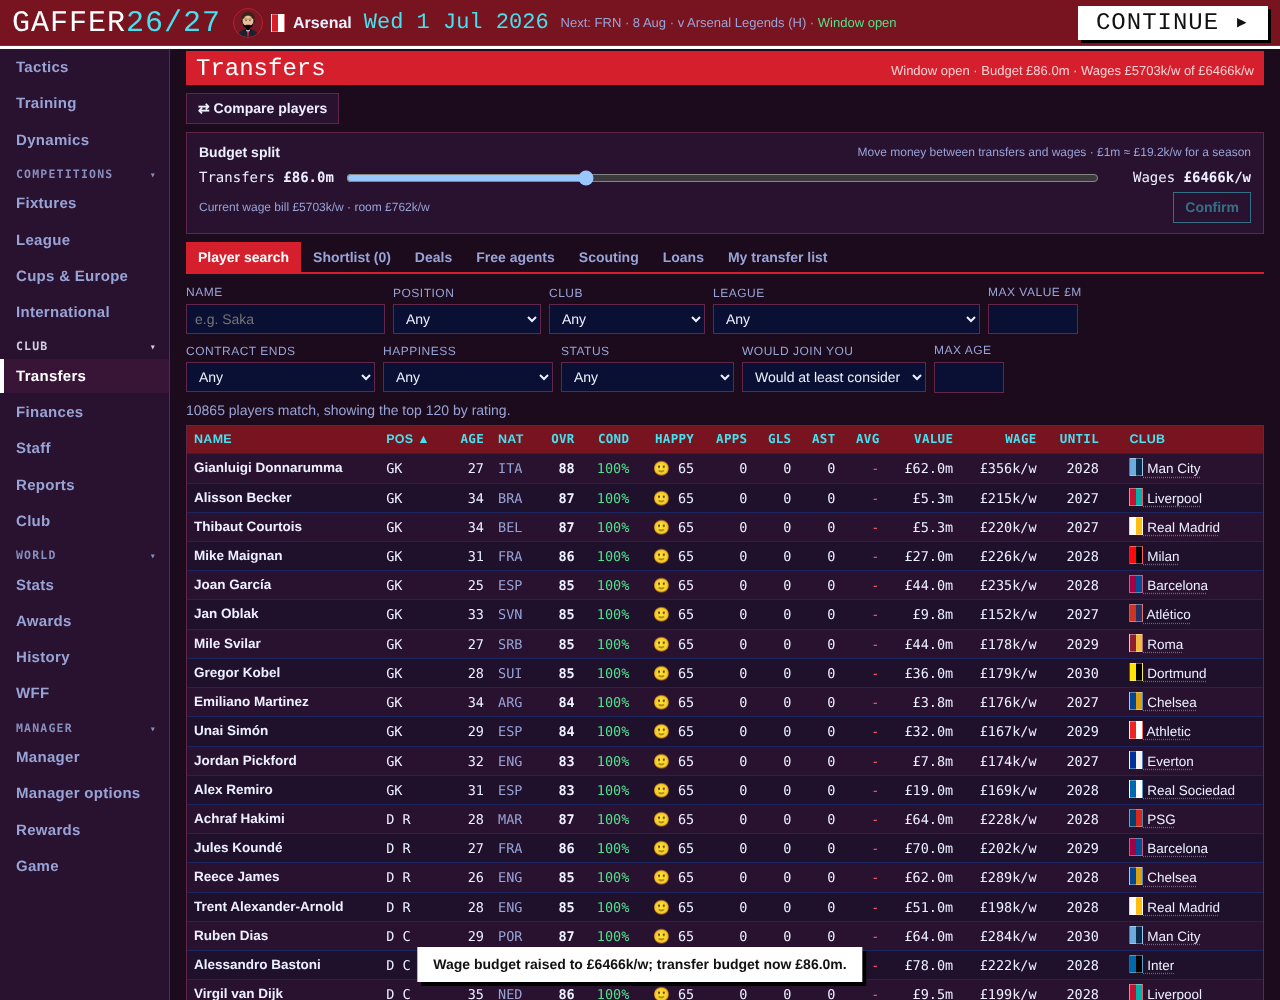 GAFFER26/27 Arsenal Wed 1 Jul 2026 Next: FRN · 8 Aug · v Arsenal Legends (H) · Window open CONTINUE ►
Tactics
Training
Dynamics
COMPETITIONS ▾
Fixtures
League
Cups & Europe
International
CLUB ▾
Transfers
Finances
Staff
Reports
Club
WORLD ▾
Stats
Awards
History
WFF
MANAGER ▾
Manager
Manager options
Rewards
Game
Transfers Window open · Budget £86.0m · Wages £5703k/w of £6466k/w
⇄ Compare players
Budget split Move money between transfers and wages · £1m ≈ £19.2k/w for a season
Transfers £86.0m Wages £6466k/w
Current wage bill £5703k/w · room £762k/w Confirm
Player search Shortlist (0) Deals Free agents Scouting Loans My transfer list
NAME POSITION CLUB LEAGUE MAX VALUE £M
e.g. Saka Any Any Any
CONTRACT ENDS HAPPINESS STATUS WOULD JOIN YOU MAX AGE
Any Any Any Would at least consider
10865 players match, showing the top 120 by rating.
NAME POS ▲ AGE NAT OVR COND HAPPY APPS GLS AST AVG VALUE WAGE UNTIL CLUB
Gianluigi Donnarumma GK 27 ITA 88 100% 🙂 65 0 0 0 - £62.0m £356k/w 2028 Man City
Alisson Becker GK 34 BRA 87 100% 🙂 65 0 0 0 - £5.3m £215k/w 2027 Liverpool
Thibaut Courtois GK 34 BEL 87 100% 🙂 65 0 0 0 - £5.3m £220k/w 2027 Real Madrid
Mike Maignan GK 31 FRA 86 100% 🙂 65 0 0 0 - £27.0m £226k/w 2028 Milan
Joan García GK 25 ESP 85 100% 🙂 65 0 0 0 - £44.0m £235k/w 2028 Barcelona
Jan Oblak GK 33 SVN 85 100% 🙂 65 0 0 0 - £9.8m £152k/w 2027 Atlético
Mile Svilar GK 27 SRB 85 100% 🙂 65 0 0 0 - £44.0m £178k/w 2029 Roma
Gregor Kobel GK 28 SUI 85 100% 🙂 65 0 0 0 - £36.0m £179k/w 2030 Dortmund
Emiliano Martinez GK 34 ARG 84 100% 🙂 65 0 0 0 - £3.8m £176k/w 2027 Chelsea
Unai Simón GK 29 ESP 84 100% 🙂 65 0 0 0 - £32.0m £167k/w 2029 Athletic
Jordan Pickford GK 32 ENG 83 100% 🙂 65 0 0 0 - £7.8m £174k/w 2027 Everton
Alex Remiro GK 31 ESP 83 100% 🙂 65 0 0 0 - £19.0m £169k/w 2028 Real Sociedad
Achraf Hakimi D R 28 MAR 87 100% 🙂 65 0 0 0 - £64.0m £228k/w 2028 PSG
Jules Koundé D R 27 FRA 86 100% 🙂 65 0 0 0 - £70.0m £202k/w 2029 Barcelona
Reece James D R 26 ENG 85 100% 🙂 65 0 0 0 - £62.0m £289k/w 2028 Chelsea
Trent Alexander-Arnold D R 28 ENG 85 100% 🙂 65 0 0 0 - £51.0m £198k/w 2028 Real Madrid
Ruben Dias D C 29 POR 87 100% 🙂 65 0 0 0 - £64.0m £284k/w 2030 Man City
Alessandro Bastoni D C - £78.0m £222k/w 2028 Inter
Wage budget raised to £6466k/w; transfer budget now £86.0m.
Virgil van Dijk D C 35 NED 86 100% 🙂 65 0 0 0 - £9.5m £199k/w 2028 Liverpool